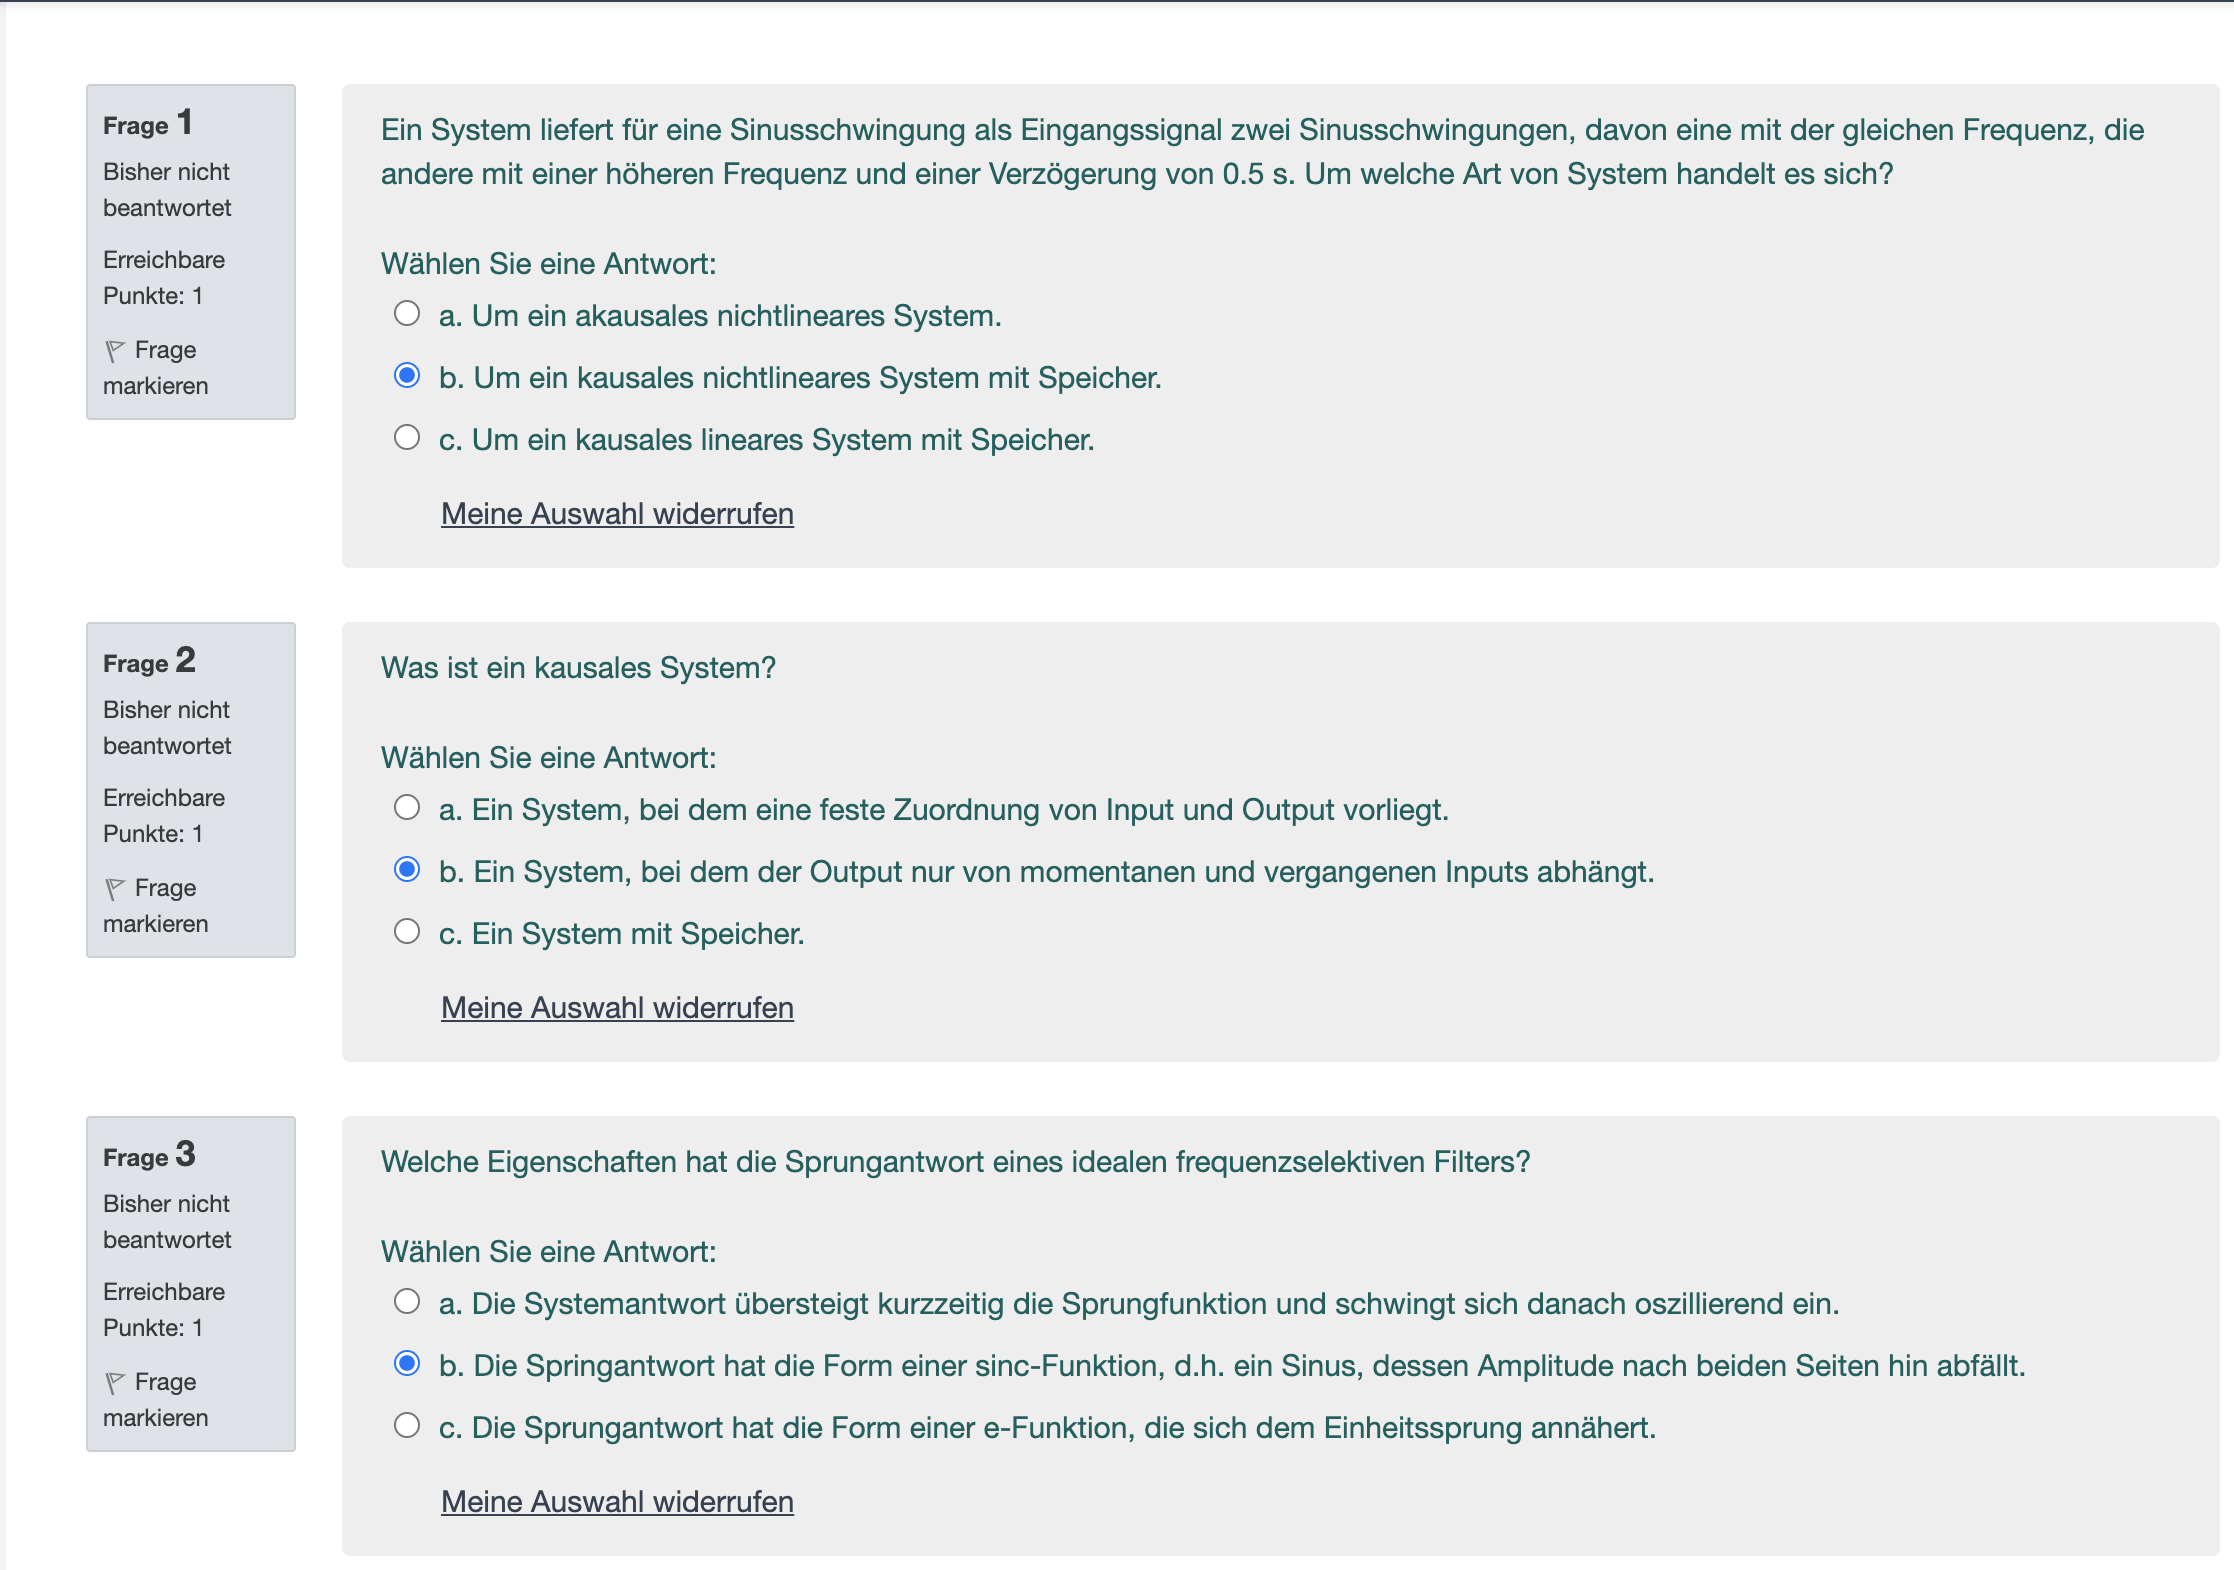 Frage 1
Bisher nicht
beantwortet
Erreichbare
Punkte: 1
Frage
markieren
Ein System liefert für eine Sinusschwingung als Eingangssignal zwei Sinusschwingungen, davon eine mit der gleichen Frequenz, die
andere mit einer höheren Frequenz und einer Verzögerung von 0.5 s. Um welche Art von System handelt es sich?
Wählen Sie eine Antwort:
a. Um ein akausales nichtlineares System.
b. Um ein kausales nichtlineares System mit Speicher.
c. Um ein kausales lineares System mit Speicher.
Meine Auswahl widerrufen
Frage 2
Bisher nicht
beantwortet
Erreichbare
Punkte: 1
Frage
markieren
Was ist ein kausales System?
Wählen Sie eine Antwort:
a. Ein System, bei dem eine feste Zuordnung von Input und Output vorliegt.
b. Ein System, bei dem der Output nur von momentanen und vergangenen Inputs abhängt.
c. Ein System mit Speicher.
Meine Auswahl widerrufen
Frage 3
Bisher nicht
beantwortet
Erreichbare
Punkte: 1
Frage
markieren
Welche Eigenschaften hat die Sprungantwort eines idealen frequenzselektiven Filters?
Wählen Sie eine Antwort:
a. Die Systemantwort übersteigt kurzzeitig die Sprungfunktion und schwingt sich danach oszillierend ein.
b. Die Springantwort hat die Form einer sinc-Funktion, d.h. ein Sinus, dessen Amplitude nach beiden Seiten hin abfällt.
c. Die Sprungantwort hat die Form einer e-Funktion, die sich dem Einheitssprung annähert.
Meine Auswahl widerrufen